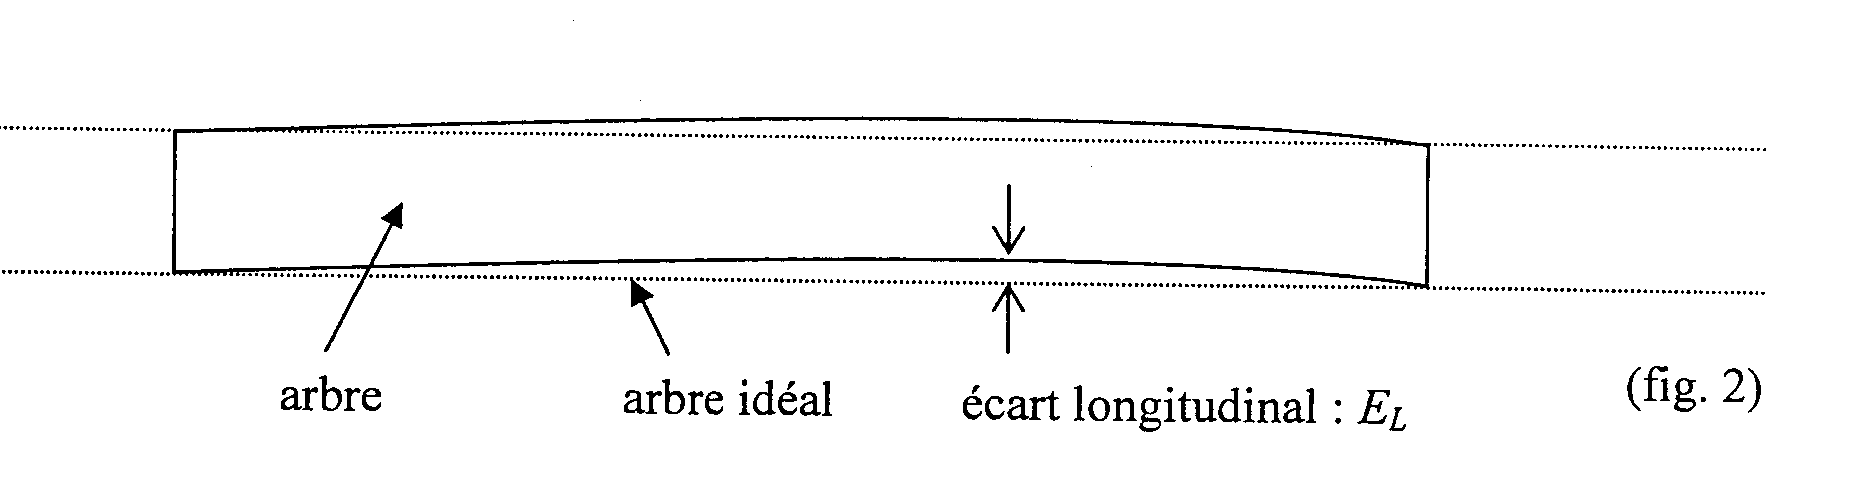 arbre
arbre idéal
écart longitudinal : E_L
(fig. 2)